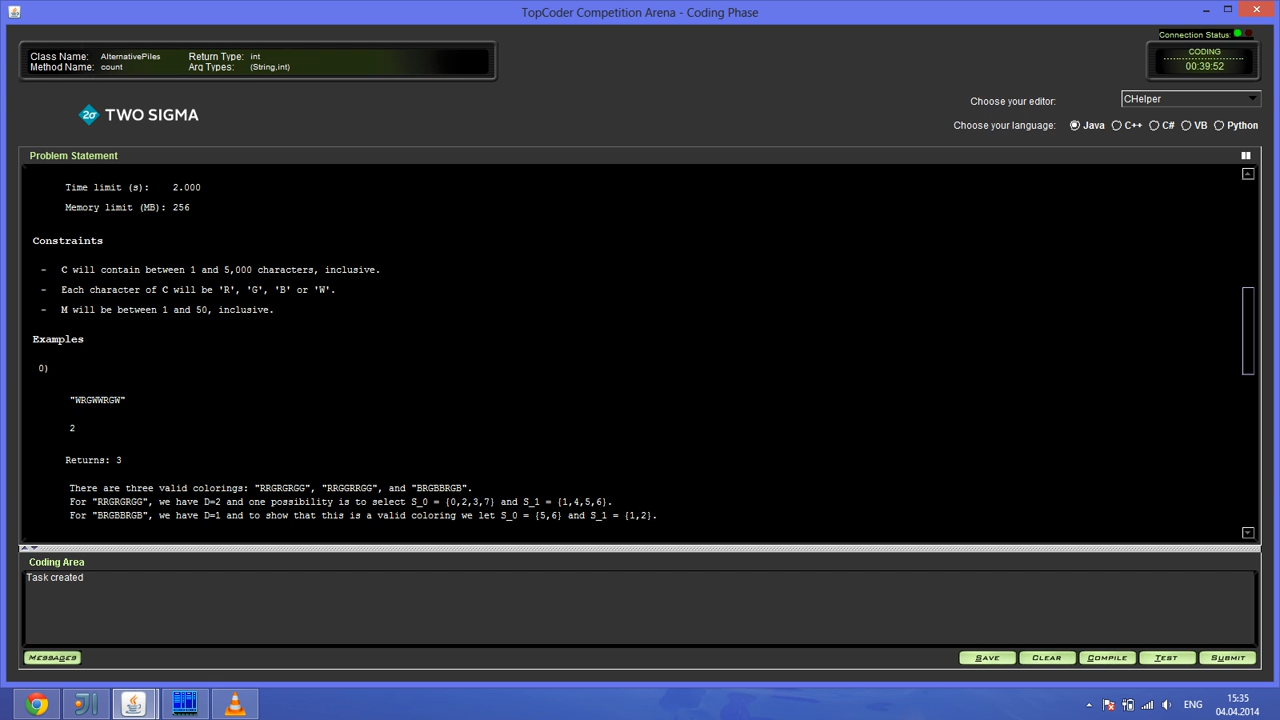 TopCoder Competition Arena - Coding Phase
Connection Status:
Class Name: AlternativePiles Return Type: int
Method Name: count Arg Types: (String,int)
CODING
00:39:52
2σ TWO SIGMA
Choose your editor: CHelper
Choose your language: Java C++ C# VB Python
Problem Statement
Time limit (s): 2.000
Memory limit (MB): 256
Constraints
- C will contain between 1 and 5,000 characters, inclusive.
- Each character of C will be 'R', 'G', 'B' or 'W'.
- M will be between 1 and 50, inclusive.
Examples
0)
"WRGWWRGW"
2
Returns: 3
There are three valid colorings: "RRGRGRGG", "RRGGRRGG", and "BRGBBRGB".
For "RRGRGRGG", we have D=2 and one possibility is to select S_0 = {0,2,3,7} and S_1 = {1,4,5,6}.
For "BRGBBRGB", we have D=1 and to show that this is a valid coloring we let S_0 = {5,6} and S_1 = {1,2}.
Coding Area
Task created
MESSAGES SAVE CLEAR COMPILE TEST SUBMIT
ENG
15:35
04.04.2014